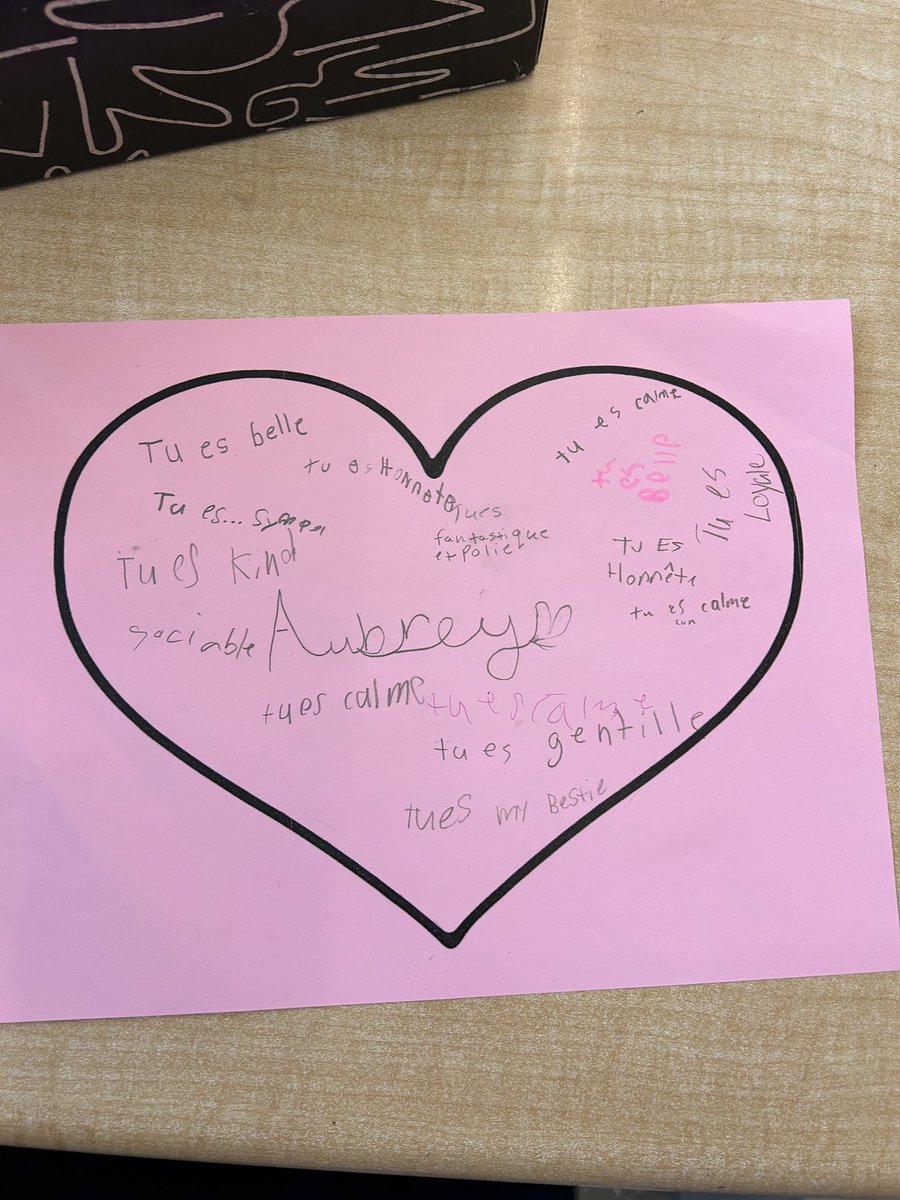 Tu es belle
tu es Honnete
Tu es... sympa
Tu es kind
sociable
Tu es
fantastique
et Polie
tu es calme
tu es Belle
Tu es Loyale
TU ES
Honnête
tu es calme
Aubrey
tu es calme
tu es calme
tu es gentille
tu es my Bestie